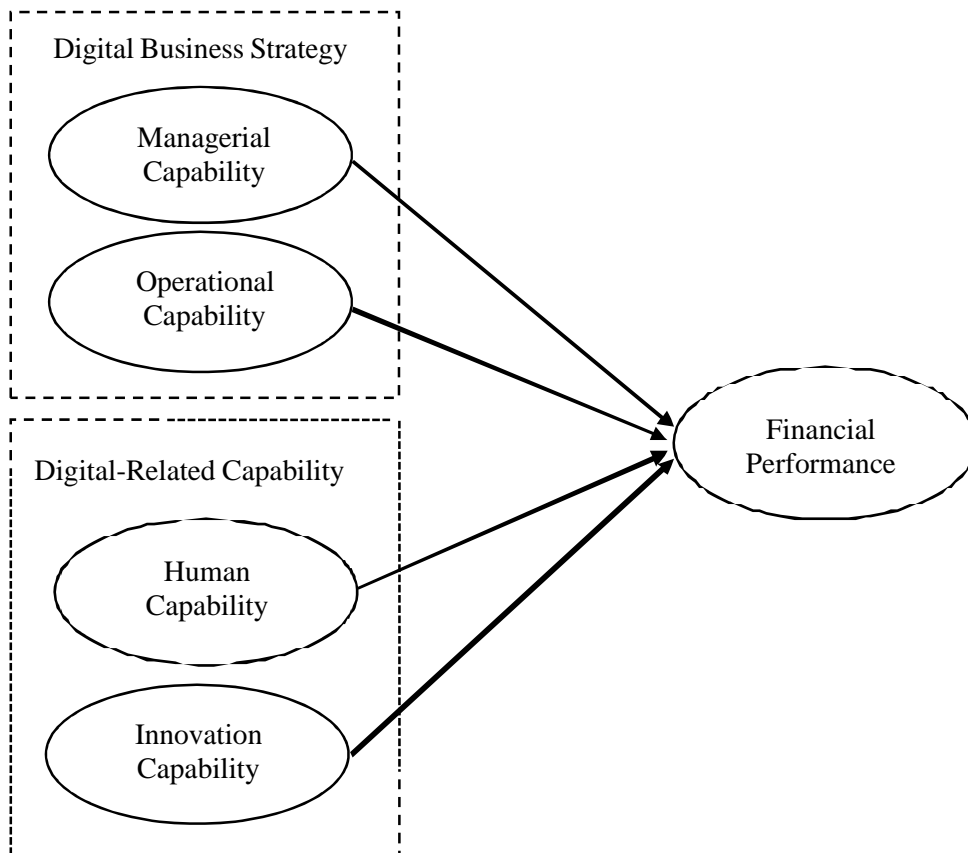 Digital Business Strategy
Managerial
Capability
Operational
Capability
Financial
Performance
Digital-Related Capability
Human
Capability
Innovation
Capability